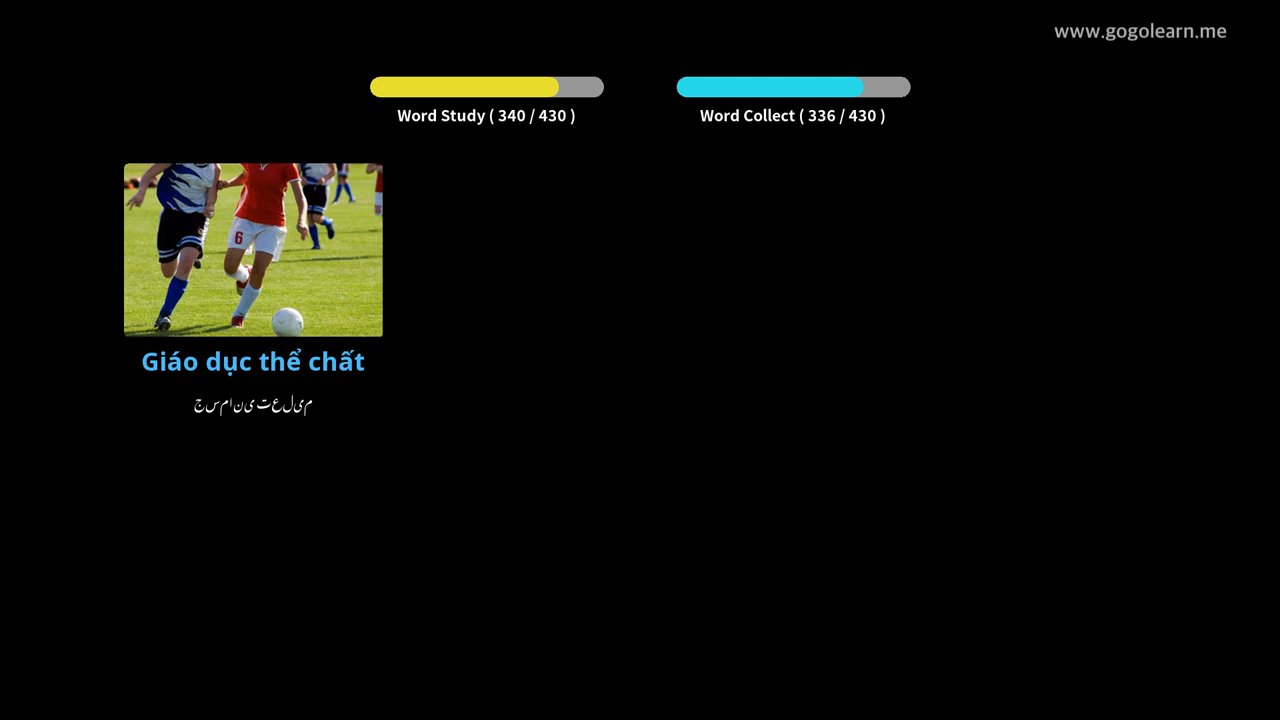 www.gogolearn.me
Word Study ( 340 / 430 )
Word Collect ( 336 / 430 )
Giáo dục thể chất
جسمانی تعلیم